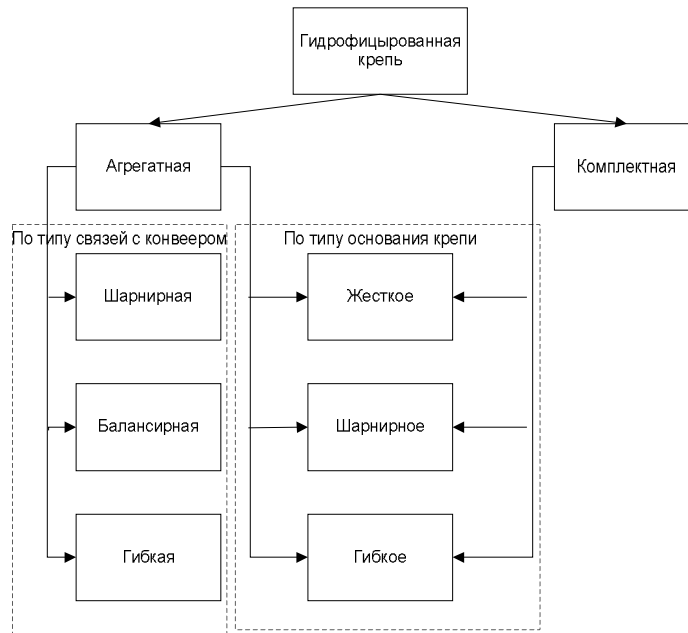 Гидрофицырованная
крепь
Агрегатная
Комплектная
По типу связей с конвеером
По типу основания крепи
Шарнирная
Жесткое
Балансирная
Шарнирное
Гибкая
Гибкое